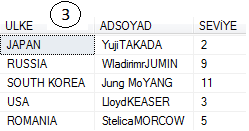 3
ULKE ADSOYAD SEVİYE
JAPAN YujiTAKADA 2
RUSSIA WladirimrJUMIN 9
SOUTH KOREA Jung MoYANG 11
USA LloydKEASER 3
ROMANIA StelicaMORCOW 5